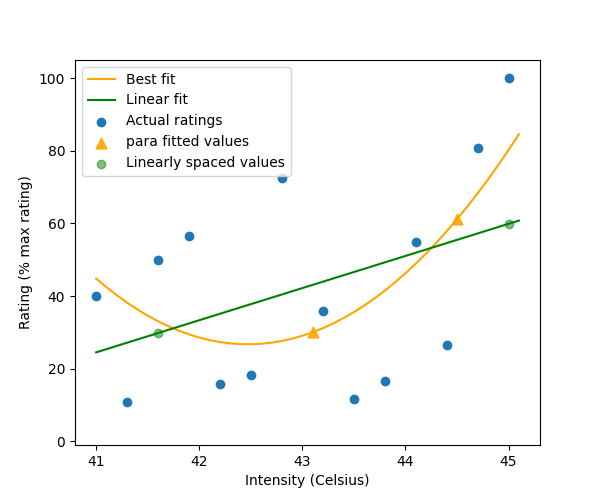 Best fit
Linear fit
Actual ratings
para fitted values
Linearly spaced values
100
80
60
40
20
0
Rating (% max rating)
41 42 43 44 45
Intensity (Celsius)